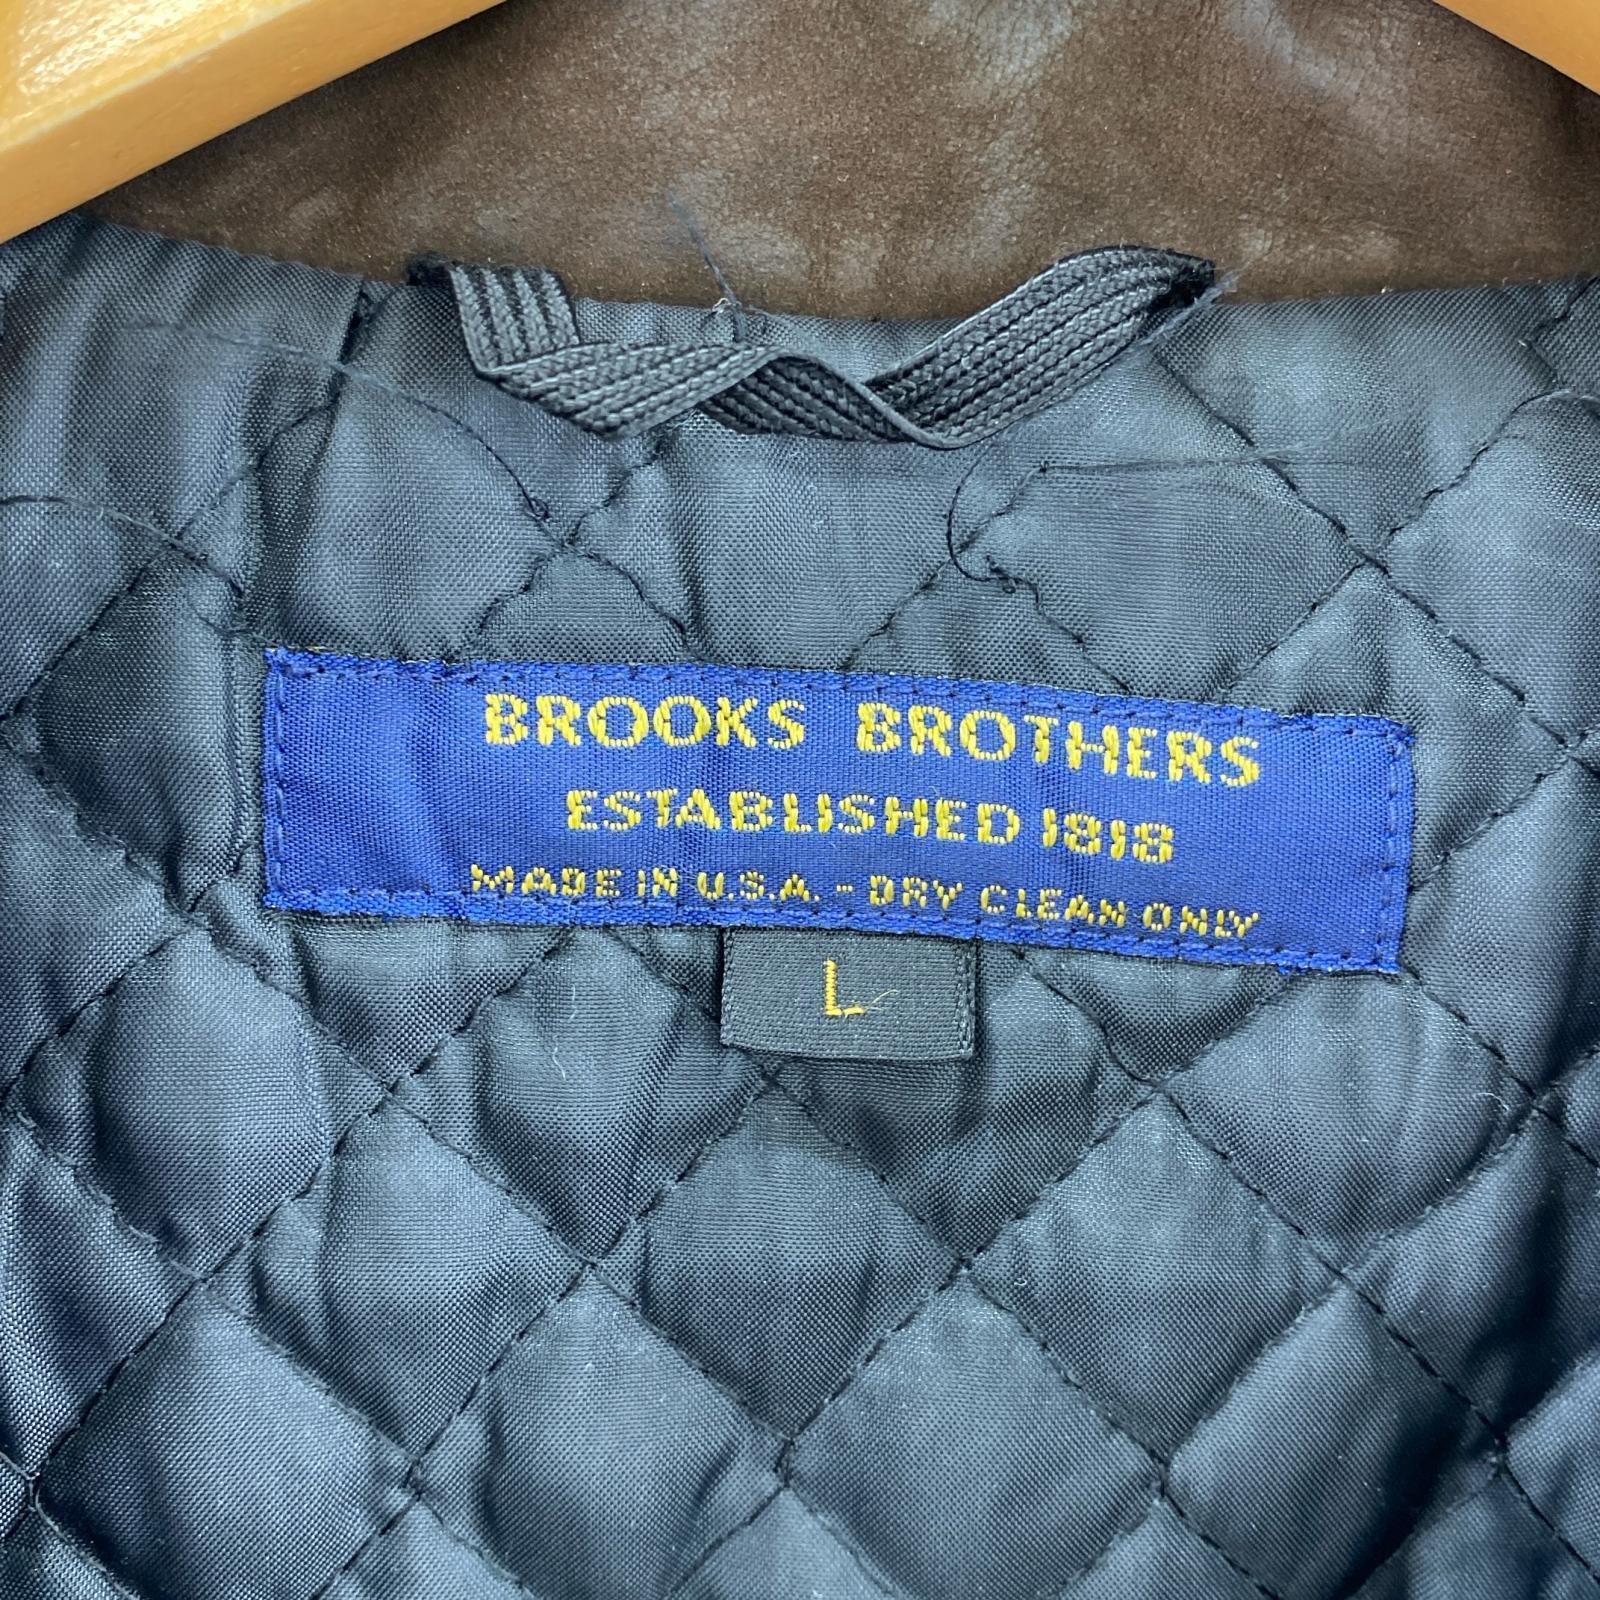 BROOKS BROTHERS
ESTABLISHED 1818
MADE IN U.S.A. - DRY CLEAN ONLY
L